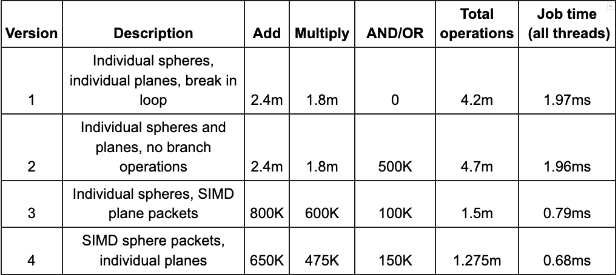 Version Description Add Multiply AND/OR Total operations Job time (all threads)
1 Individual spheres, individual planes, break in loop 2.4m 1.8m 0 4.2m 1.97ms
2 Individual spheres and planes, no branch operations 2.4m 1.8m 500K 4.7m 1.96ms
3 Individual spheres, SIMD plane packets 800K 600K 100K 1.5m 0.79ms
4 SIMD sphere packets, individual planes 650K 475K 150K 1.275m 0.68ms